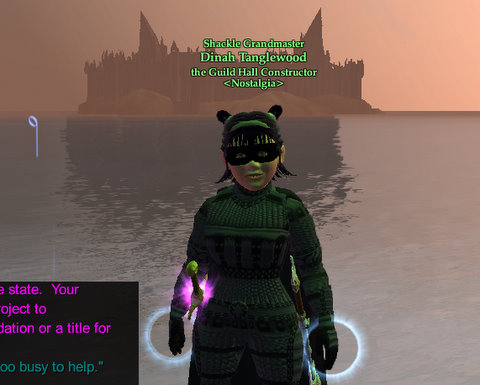 Shackle Grandmaster
Dinah Tanglewood
the Guild Hall Constructor
<Nostalgia>
e state. Your
roject to
dation or a title for
oo busy to help."